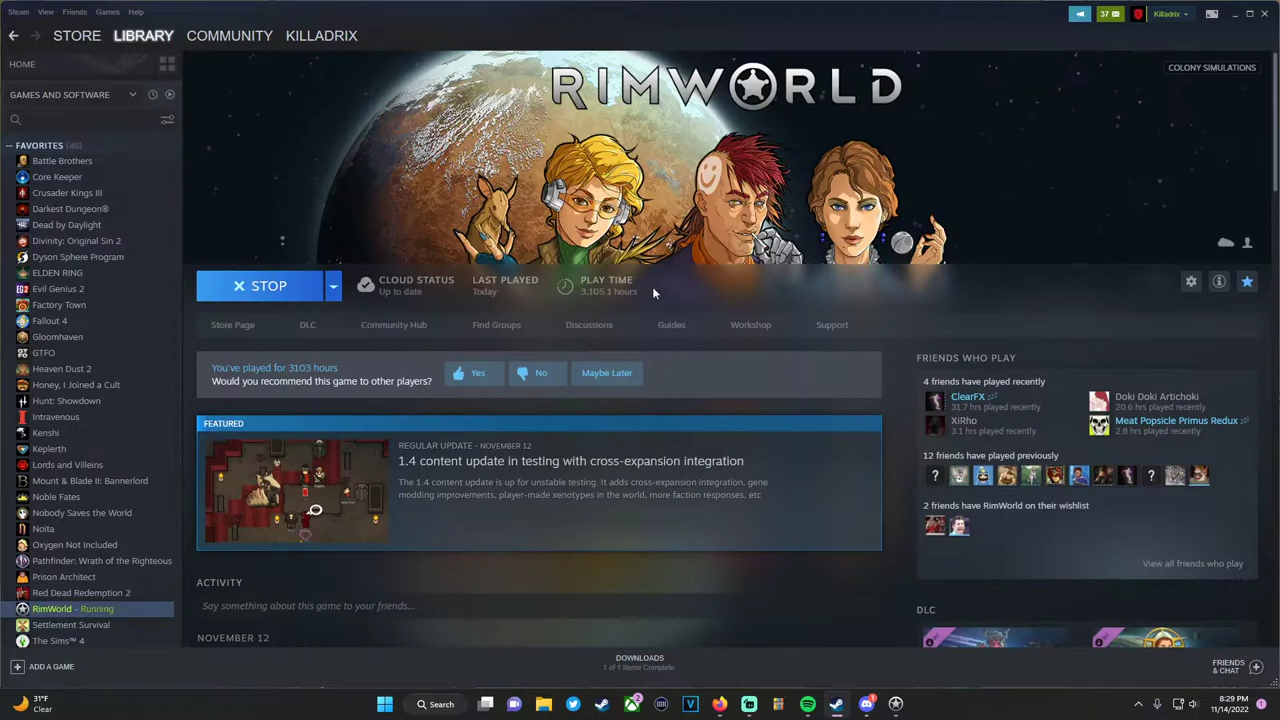 Steam View Friends Games Help
37 Killadrix
STORE LIBRARY COMMUNITY KILLADRIX
HOME
GAMES AND SOFTWARE
FAVORITES (46)
Battle Brothers
Core Keeper
Crusader Kings III
Darkest Dungeon®
Dead by Daylight
Divinity: Original Sin 2
Dyson Sphere Program
ELDEN RING
Evil Genius 2
Factory Town
Fallout 4
Gloomhaven
GTFO
Heaven Dust 2
Honey, I Joined a Cult
Hunt: Showdown
Intravenous
Kenshi
Keplerth
Lords and Villeins
Mount & Blade II: Bannerlord
Noble Fates
Nobody Saves the World
Noita
Oxygen Not Included
Pathfinder: Wrath of the Righteous
Prison Architect
Red Dead Redemption 2
RimWorld - Running
Settlement Survival
The Sims™ 4
ADD A GAME
RIMWORLD
COLONY SIMULATIONS
STOP
CLOUD STATUS
Up to date
LAST PLAYED
Today
PLAY TIME
3,105.1 hours
Store Page DLC Community Hub Find Groups Discussions Guides Workshop Support
You've played for 3103 hours
Would you recommend this game to other players?
Yes No Maybe Later
FEATURED
REGULAR UPDATE - NOVEMBER 12
1.4 content update in testing with cross-expansion integration
The 1.4 content update is up for unstable testing. It adds cross-expansion integration, gene
modding improvements, player-made xenotypes in the world, more faction responses, etc
ACTIVITY
Say something about this game to your friends...
NOVEMBER 12
FRIENDS WHO PLAY
4 friends have played recently
ClearFX
31.7 hrs played recently
Doki Doki Artichoki
20.6 hrs played recently
XiRho
3.1 hrs played recently
Meat Popsicle Primus Redux
2.8 hrs played recently
12 friends have played previously
2 friends have RimWorld on their wishlist
View all friends who play
DLC
DOWNLOADS
1 of 1 Items Complete
FRIENDS
& CHAT
31°F
Clear
Search
2
1
8:29 PM
11/14/2022
1